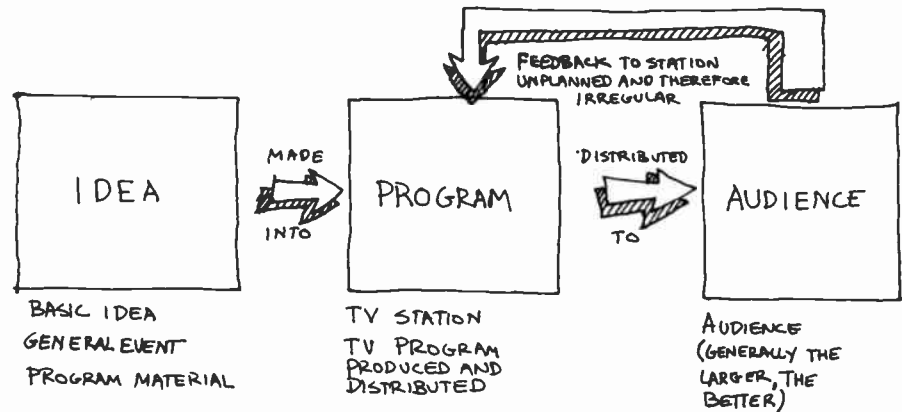 FEEDBACK TO STATION
UNPLANNED AND THEREFORE
IRREGULAR
IDEA
MADE
INTO
PROGRAM
DISTRIBUTED
TO
AUDIENCE
BASIC IDEA
GENERAL EVENT
PROGRAM MATERIAL
TV STATION
TV PROGRAM
PRODUCED AND
DISTRIBUTED
AUDIENCE
(GENERALLY THE
LARGER, THE
BETTER)